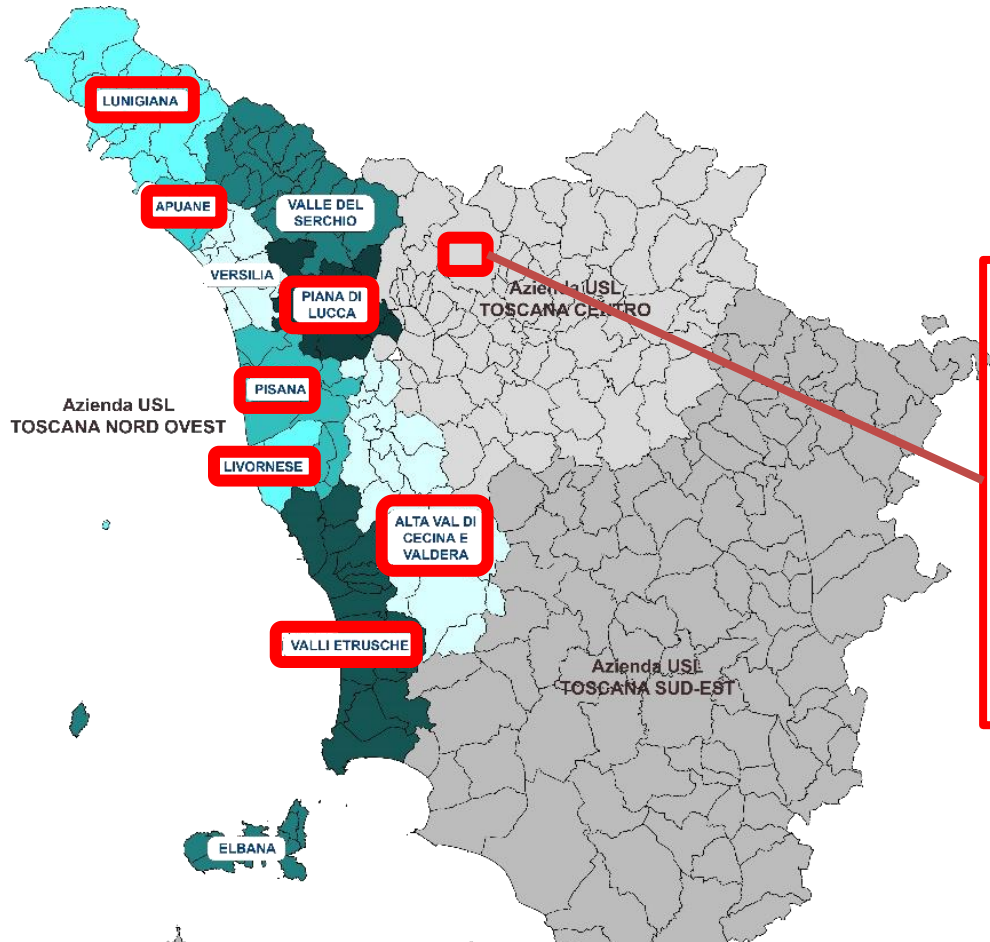 LUNIGIANA
APUANE
VALLE DEL
SERCHIO
VERSILIA
PIANA DI
LUCCA
Azienda USL
TOSCANA CENTRO
PISANA
Azienda USL
TOSCANA NORD OVEST
LIVORNESE
ALTA VAL DI
CECINA E
VALDERA
VALLI ETRUSCHE
Azienda USL
TOSCANA SUD-EST
ELBANA